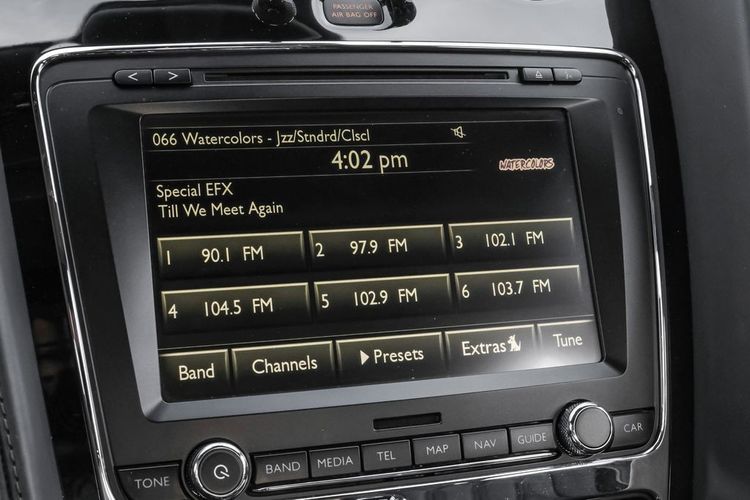 PASSENGER
AIR BAG OFF
066 Watercolors - Jzz/Stndrd/Clscl
4:02 pm
WATERCOLORS
Special EFX
Till We Meet Again
1 90.1 FM
2 97.9 FM
3 102.1 FM
4 104.5 FM
5 102.9 FM
6 103.7 FM
Band
Channels
Presets
Extras
Tune
TONE
BAND
MEDIA
TEL
MAP
NAV
GUIDE
CAR